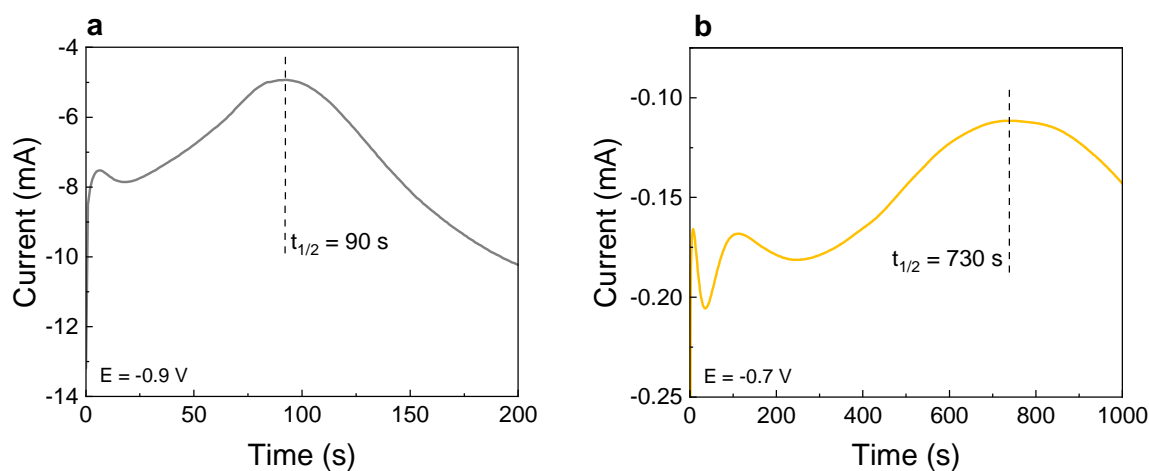 a
-4
-6
-8
-10
-12
-14
Current (mA)
t1/2 = 90 s
E = -0.9 V
0
50
100
150
200
Time (s)
b
-0.10
-0.15
-0.20
-0.25
Current (mA)
t1/2 = 730 s
E = -0.7 V
0
200
400
600
800
1000
Time (s)